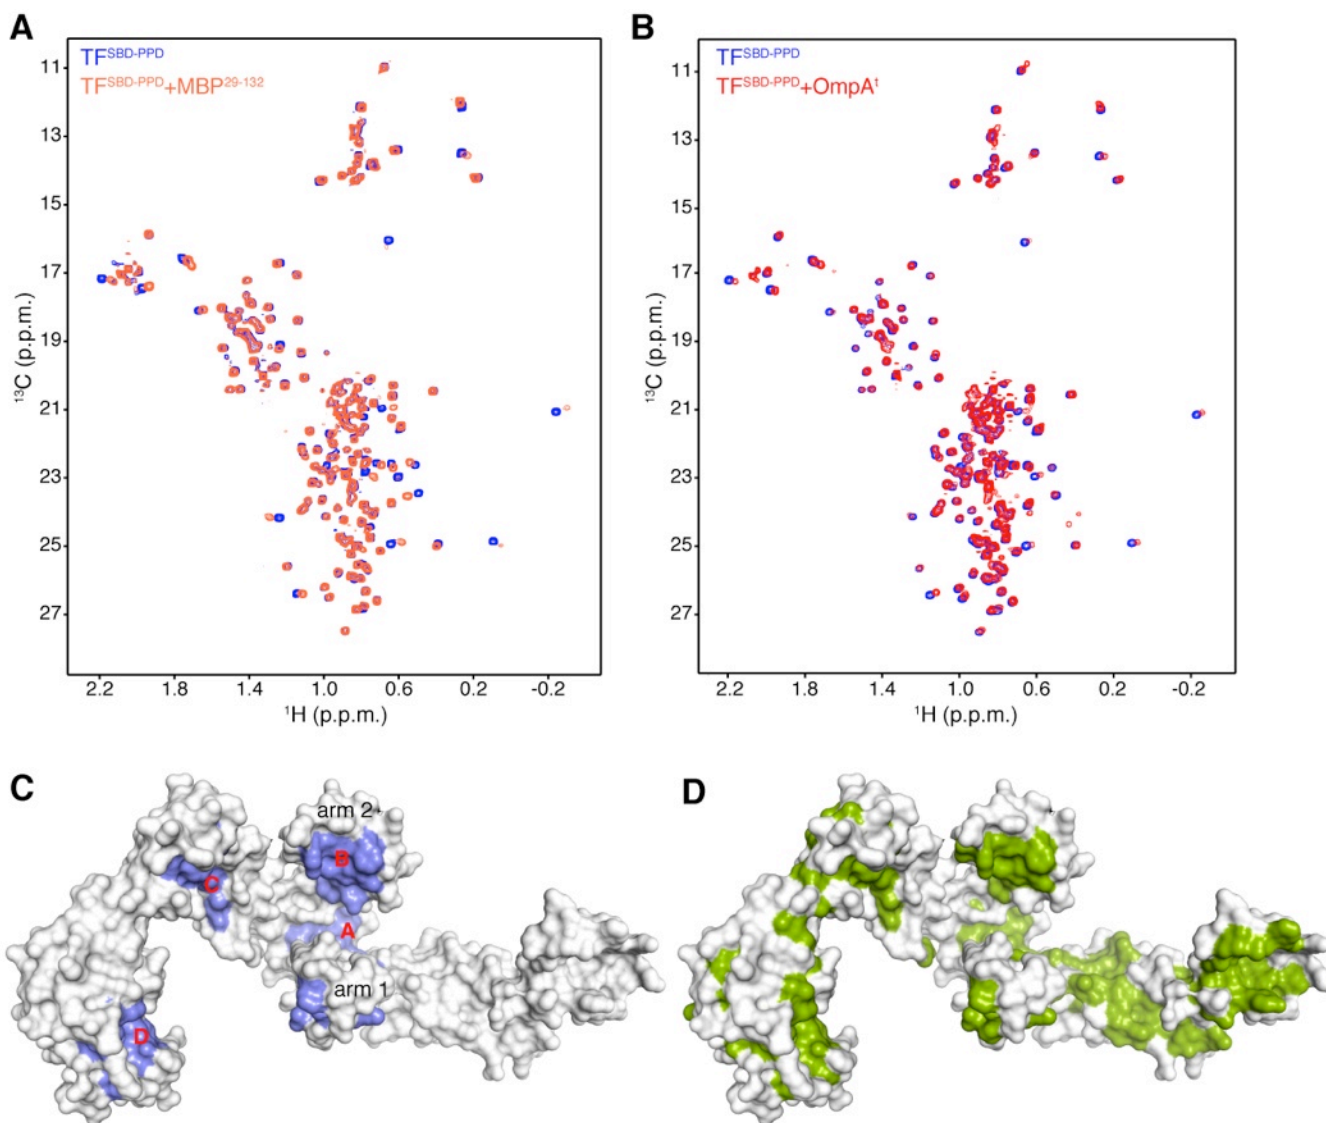 A
TF^SBD-PPD
TF^SBD-PPD+MBP^29-132
11
13
15
17
19
21
23
25
27
¹³C (p.p.m.)
2.2 1.8 1.4 1.0 0.6 0.2 -0.2
¹H (p.p.m.)
B
TF^SBD-PPD
TF^SBD-PPD+OmpA^t
11
13
15
17
19
21
23
25
27
¹³C (p.p.m.)
2.2 1.8 1.4 1.0 0.6 0.2 -0.2
¹H (p.p.m.)
C
arm 2
B
C
A
arm 1
D
D